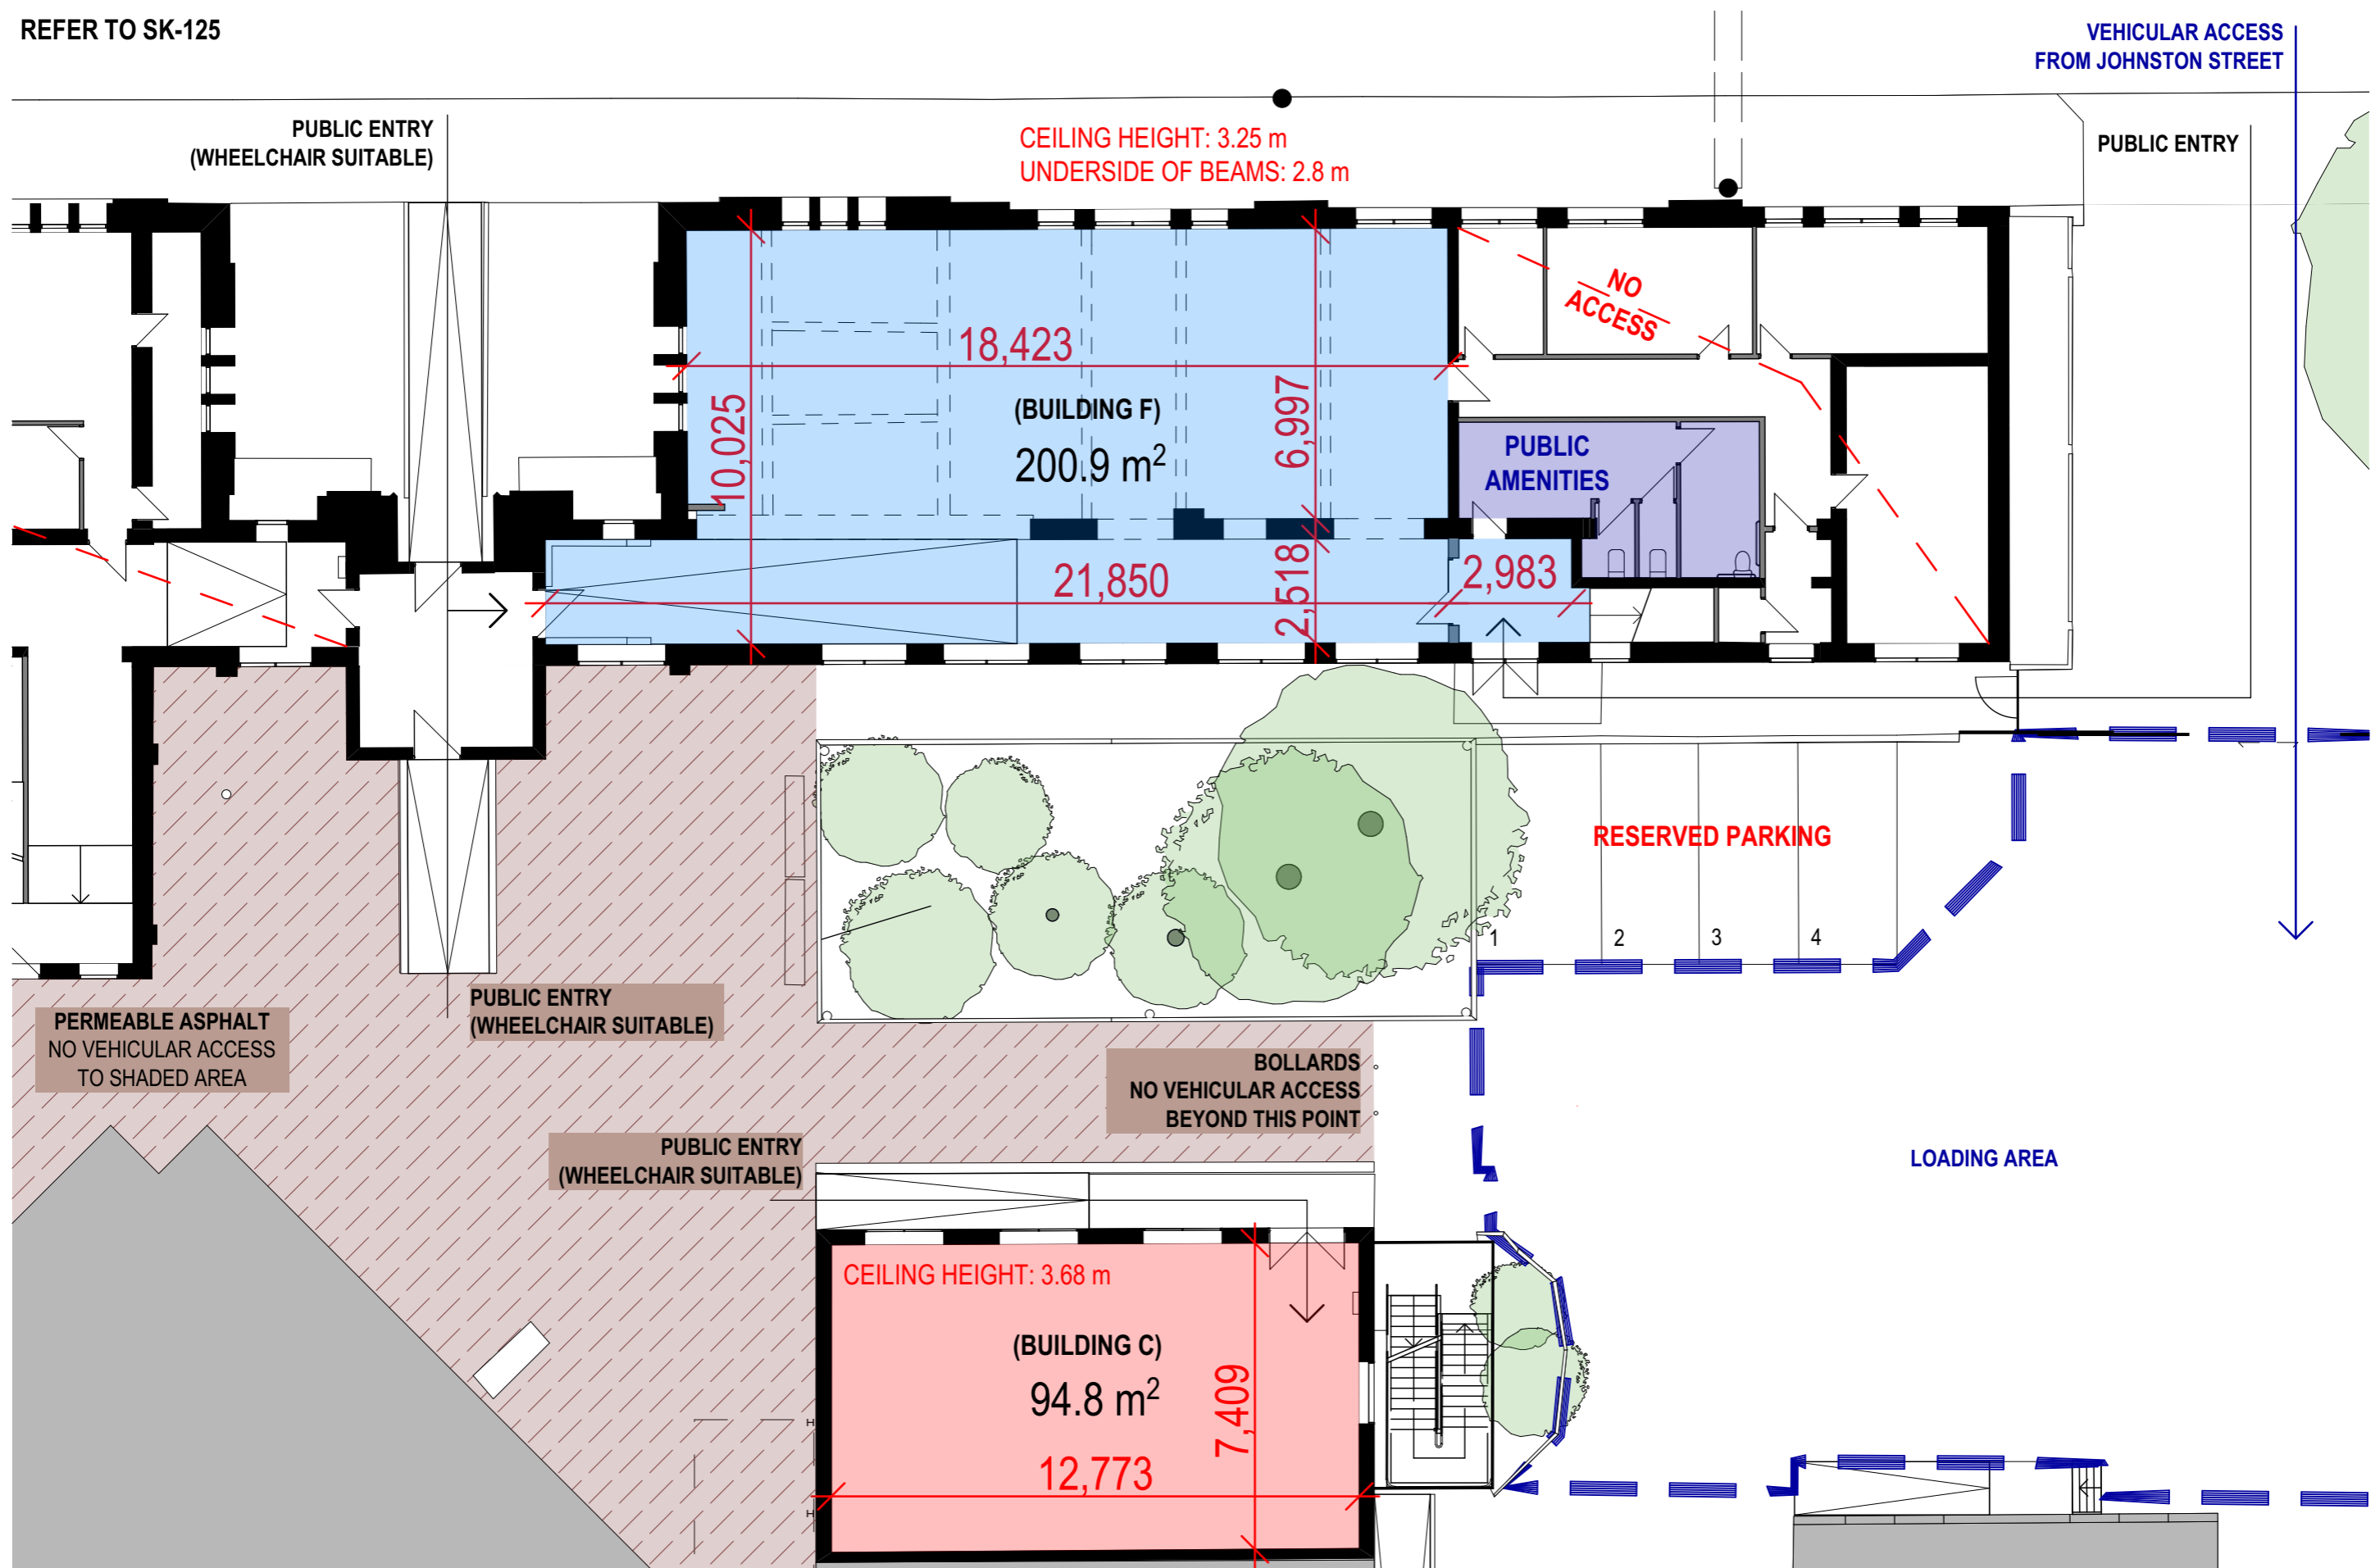 REFER TO SK-125
VEHICULAR ACCESS
FROM JOHNSTON STREET
PUBLIC ENTRY
(WHEELCHAIR SUITABLE)
CEILING HEIGHT: 3.25 m
UNDERSIDE OF BEAMS: 2.8 m
PUBLIC ENTRY
NO
ACCESS
18,423
10,025
(BUILDING F)
200.9 m²
6,997
PUBLIC
AMENITIES
21,850
2,518
2,983
RESERVED PARKING
1
2
3
4
PUBLIC ENTRY
(WHEELCHAIR SUITABLE)
PERMEABLE ASPHALT
NO VEHICULAR ACCESS
TO SHADED AREA
BOLLARDS
NO VEHICULAR ACCESS
BEYOND THIS POINT
PUBLIC ENTRY
(WHEELCHAIR SUITABLE)
LOADING AREA
CEILING HEIGHT: 3.68 m
(BUILDING C)
94.8 m²
7,409
12,773